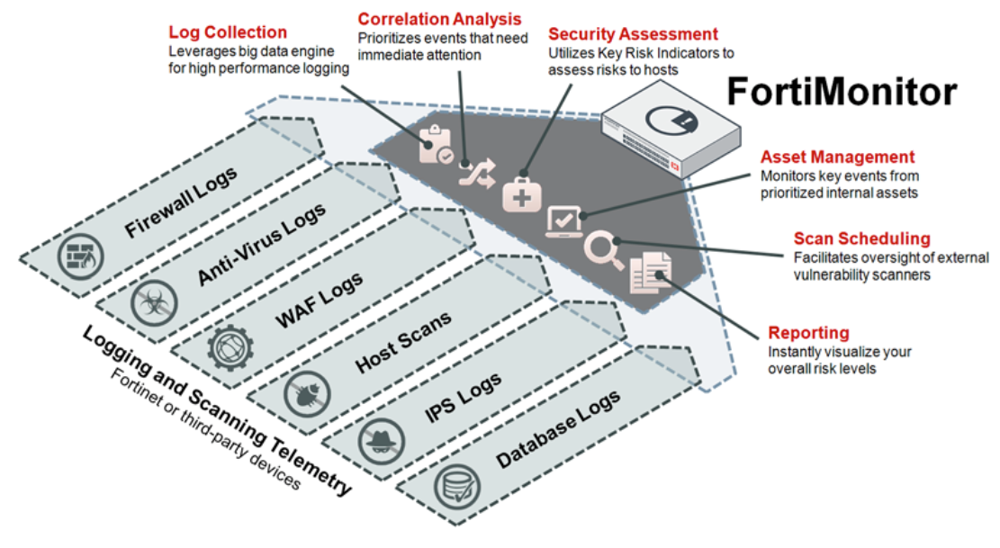 Log Collection
Leverages big data engine
for high performance logging
Correlation Analysis
Prioritizes events that need
immediate attention
Security Assessment
Utilizes Key Risk Indicators to
assess risks to hosts
FortiMonitor
Asset Management
Monitors key events from
prioritized internal assets
Scan Scheduling
Facilitates oversight of external
vulnerability scanners
Reporting
Instantly visualize your
overall risk levels
Firewall Logs
Anti-Virus Logs
WAF Logs
Host Scans
IPS Logs
Database Logs
Logging and Scanning Telemetry
Fortinet or third-party devices